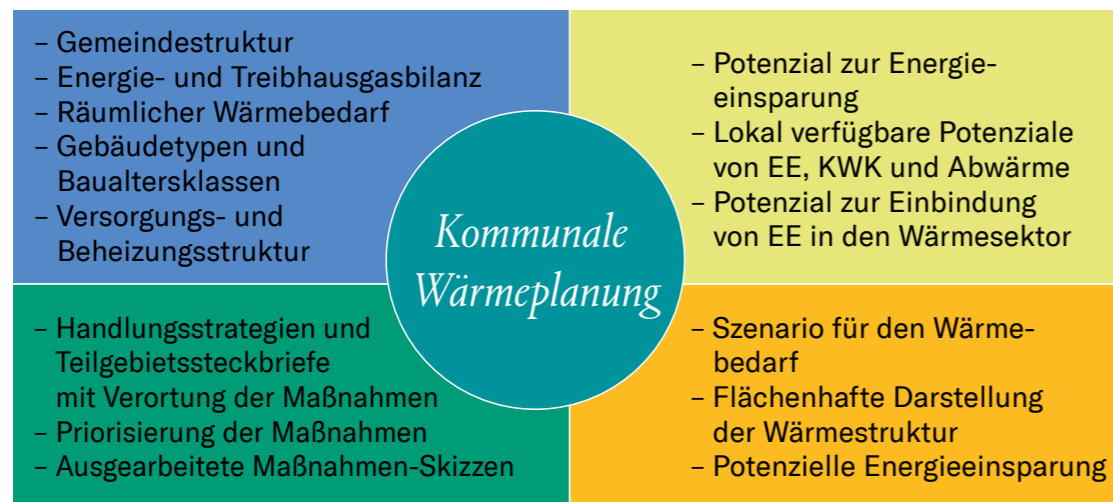 – Gemeindestruktur
– Energie- und Treibhausgasbilanz
– Räumlicher Wärmebedarf
– Gebäudetypen und
Baualtersklassen
– Versorgungs- und
Beheizungsstruktur
– Potenzial zur Energie-
einsparung
– Lokal verfügbare Potenziale
von EE, KWK und Abwärme
– Potenzial zur Einbindung
von EE in den Wärmesektor
Kommunale
Wärmeplanung
– Handlungsstrategien und
Teilgebietssteckbriefe
mit Verortung der Maßnahmen
– Priorisierung der Maßnahmen
– Ausgearbeitete Maßnahmen-Skizzen
– Szenario für den Wärme-
bedarf
– Flächenhafte Darstellung
der Wärmestruktur
– Potenzielle Energieeinsparung